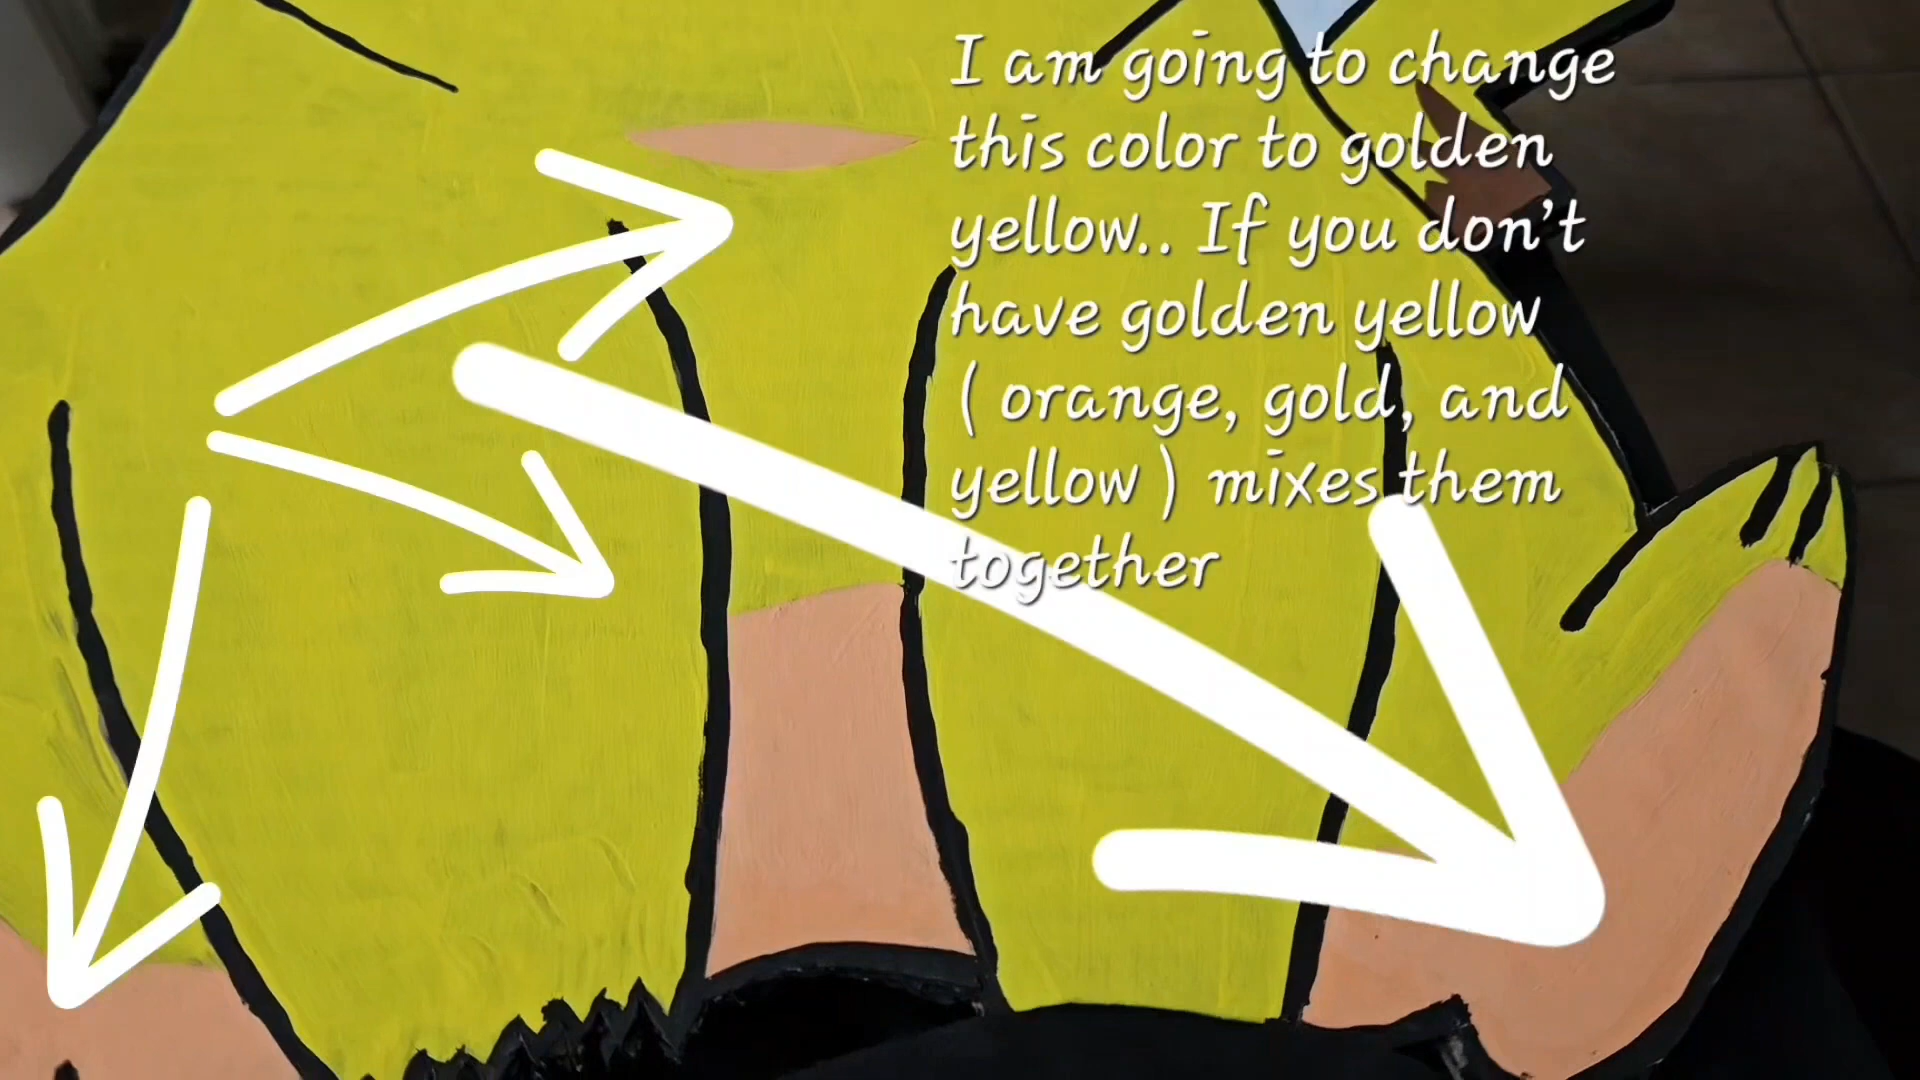 I am going to change
this color to golden
yellow.. If you don't
have golden yellow
( orange, gold, and
yellow ) mixes them
together